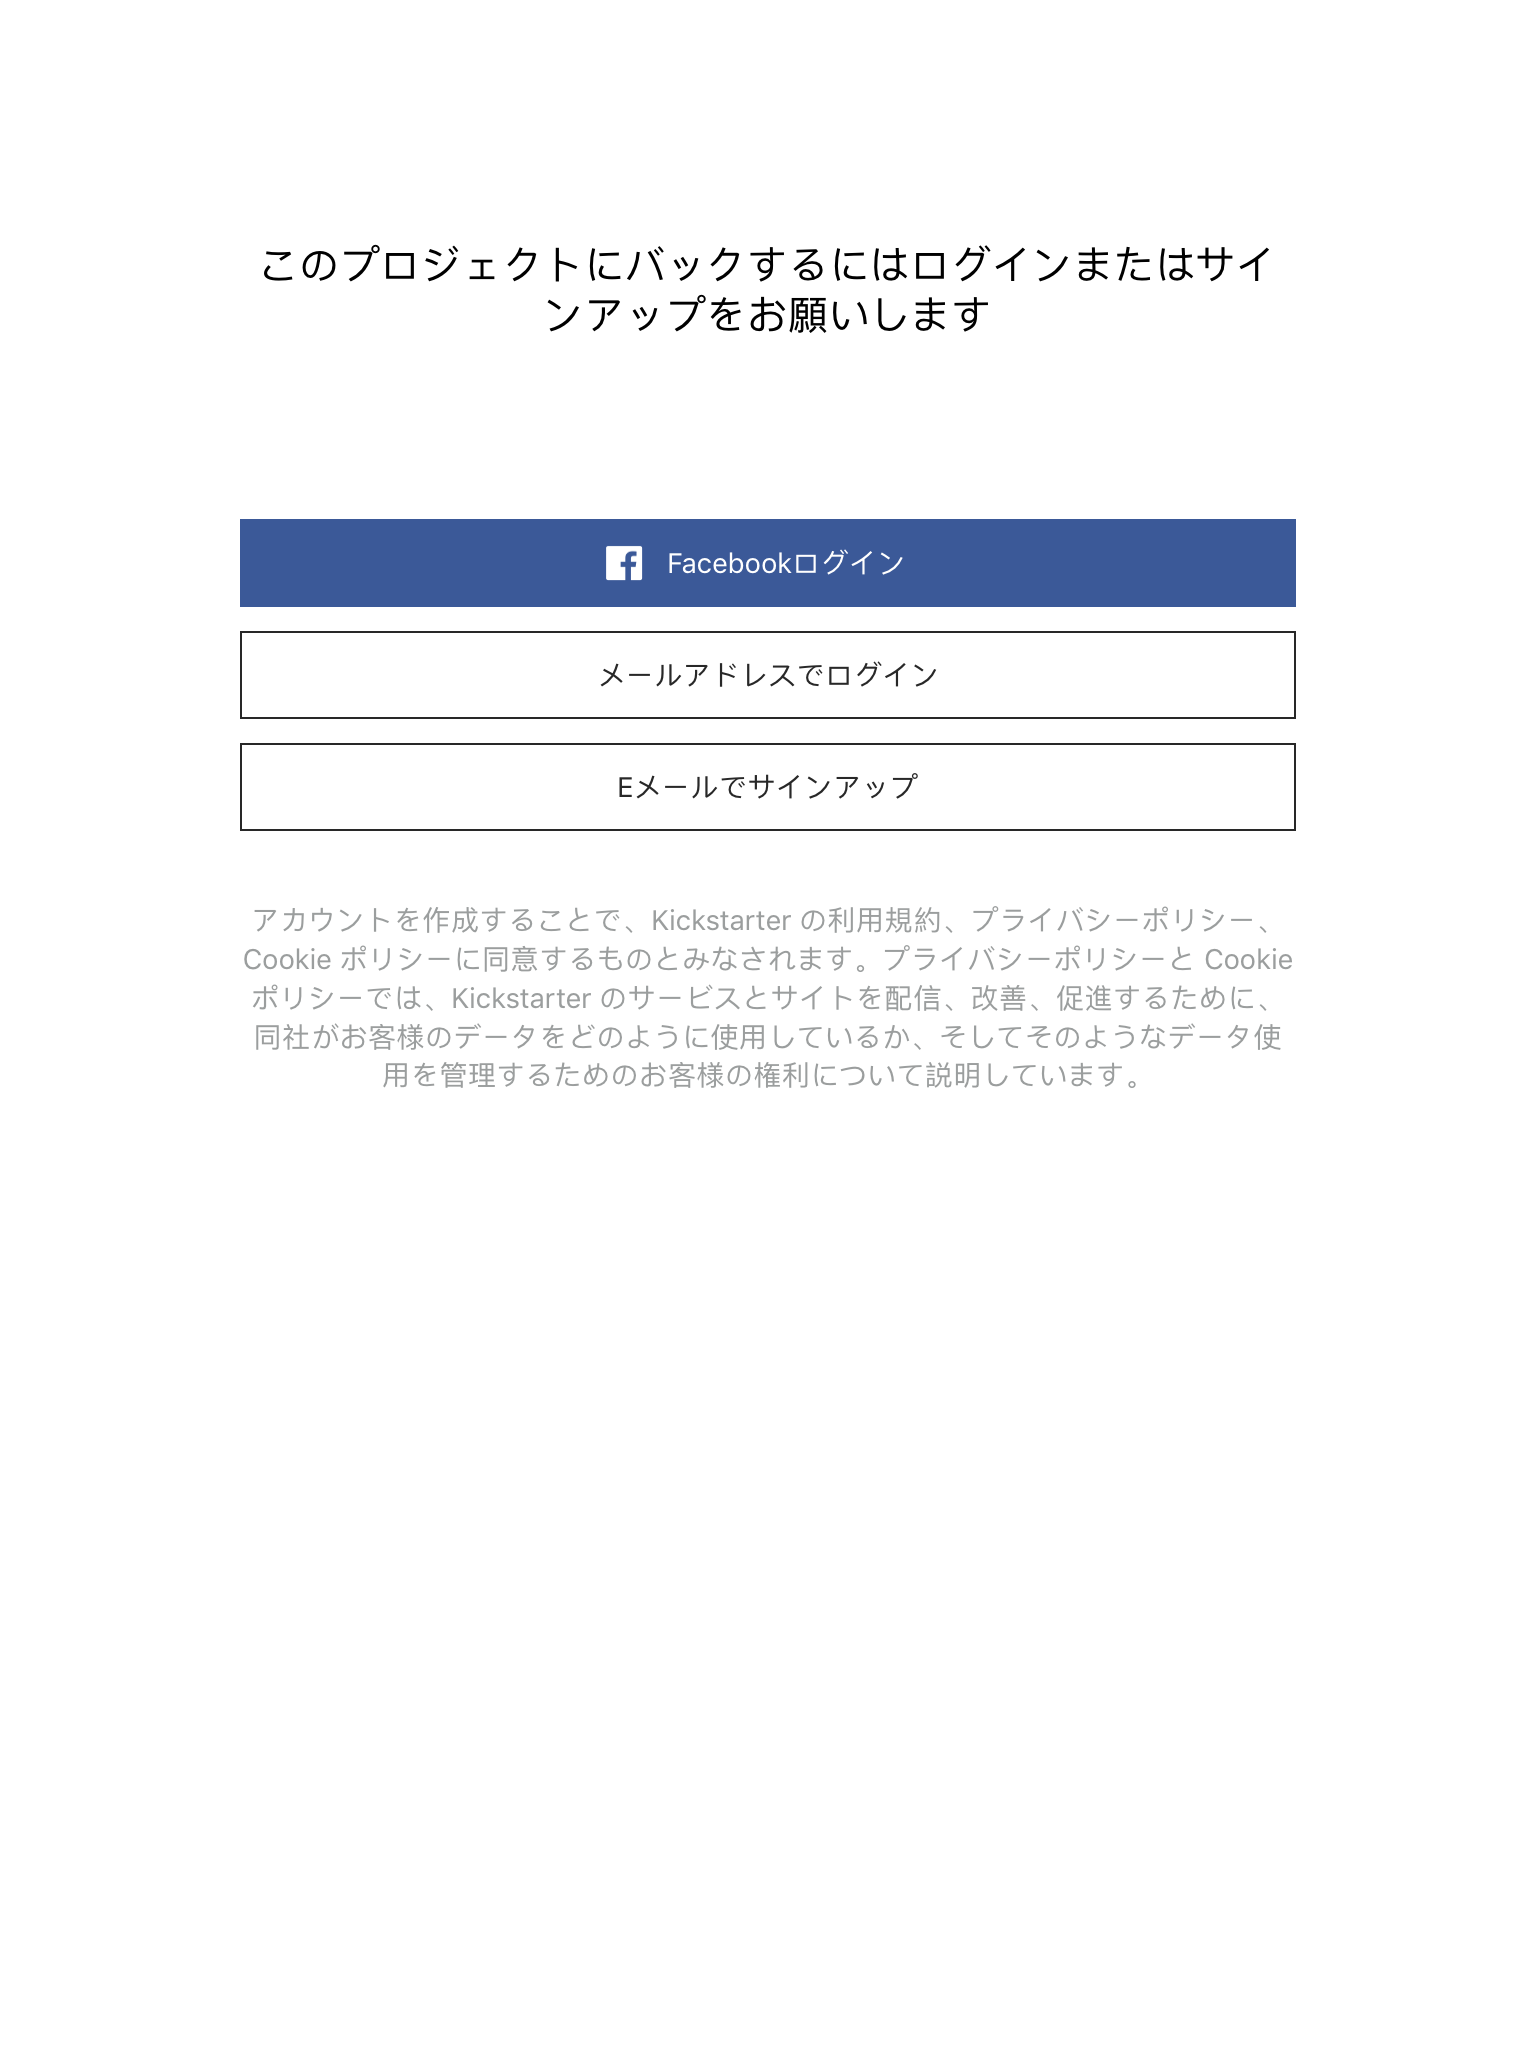 このプロジェクトにバックするにはログインまたはサイ
ンアップをお願いします
Facebookログイン
メールアドレスでログイン
Eメールでサインアップ
アカウントを作成することで、Kickstarter の利用規約、プライバシーポリシー、
Cookie ポリシーに同意するものとみなされます。プライバシーポリシーと Cookie
ポリシーでは、Kickstarter のサービスとサイトを配信、改善、促進するために、
同社がお客様のデータをどのように使用しているか、そしてそのようなデータ使
用を管理するためのお客様の権利について説明しています。